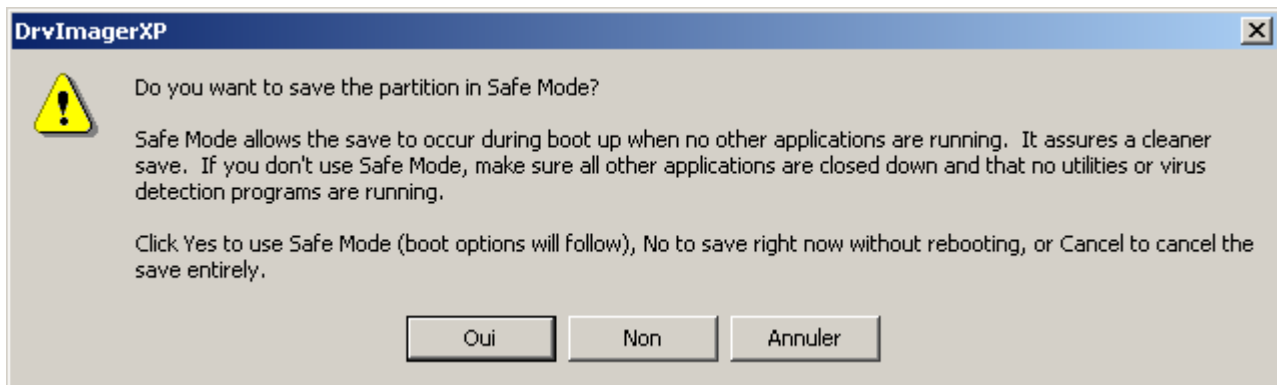 DrvImagerXP
Do you want to save the partition in Safe Mode?
Safe Mode allows the save to occur during boot up when no other applications are running.  It assures a cleaner
save.  If you don't use Safe Mode, make sure all other applications are closed down and that no utilities or virus
detection programs are running.
Click Yes to use Safe Mode (boot options will follow), No to save right now without rebooting, or Cancel to cancel the
save entirely.
Oui
Non
Annuler